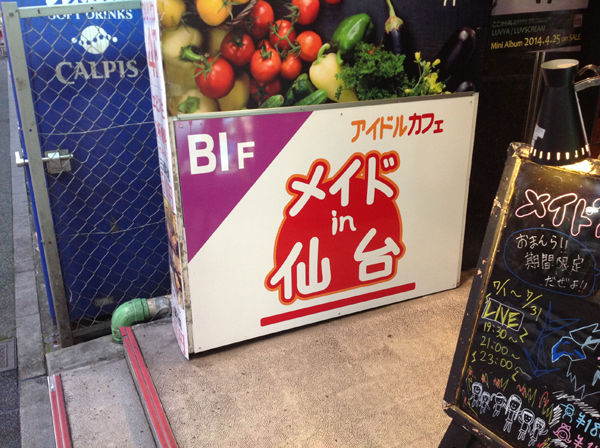 SOFT DRINKS
CALPIS
LUVYA / LUVSCREAM
Mini Album 2014.4.25 on SALE
B1F
アイドルカフェ
メイド
in
仙台
メイド
おまんら!!
期間限定
だぜよ!!
7/1~7/31
LIVE
19:30~
21:00~
23:00~